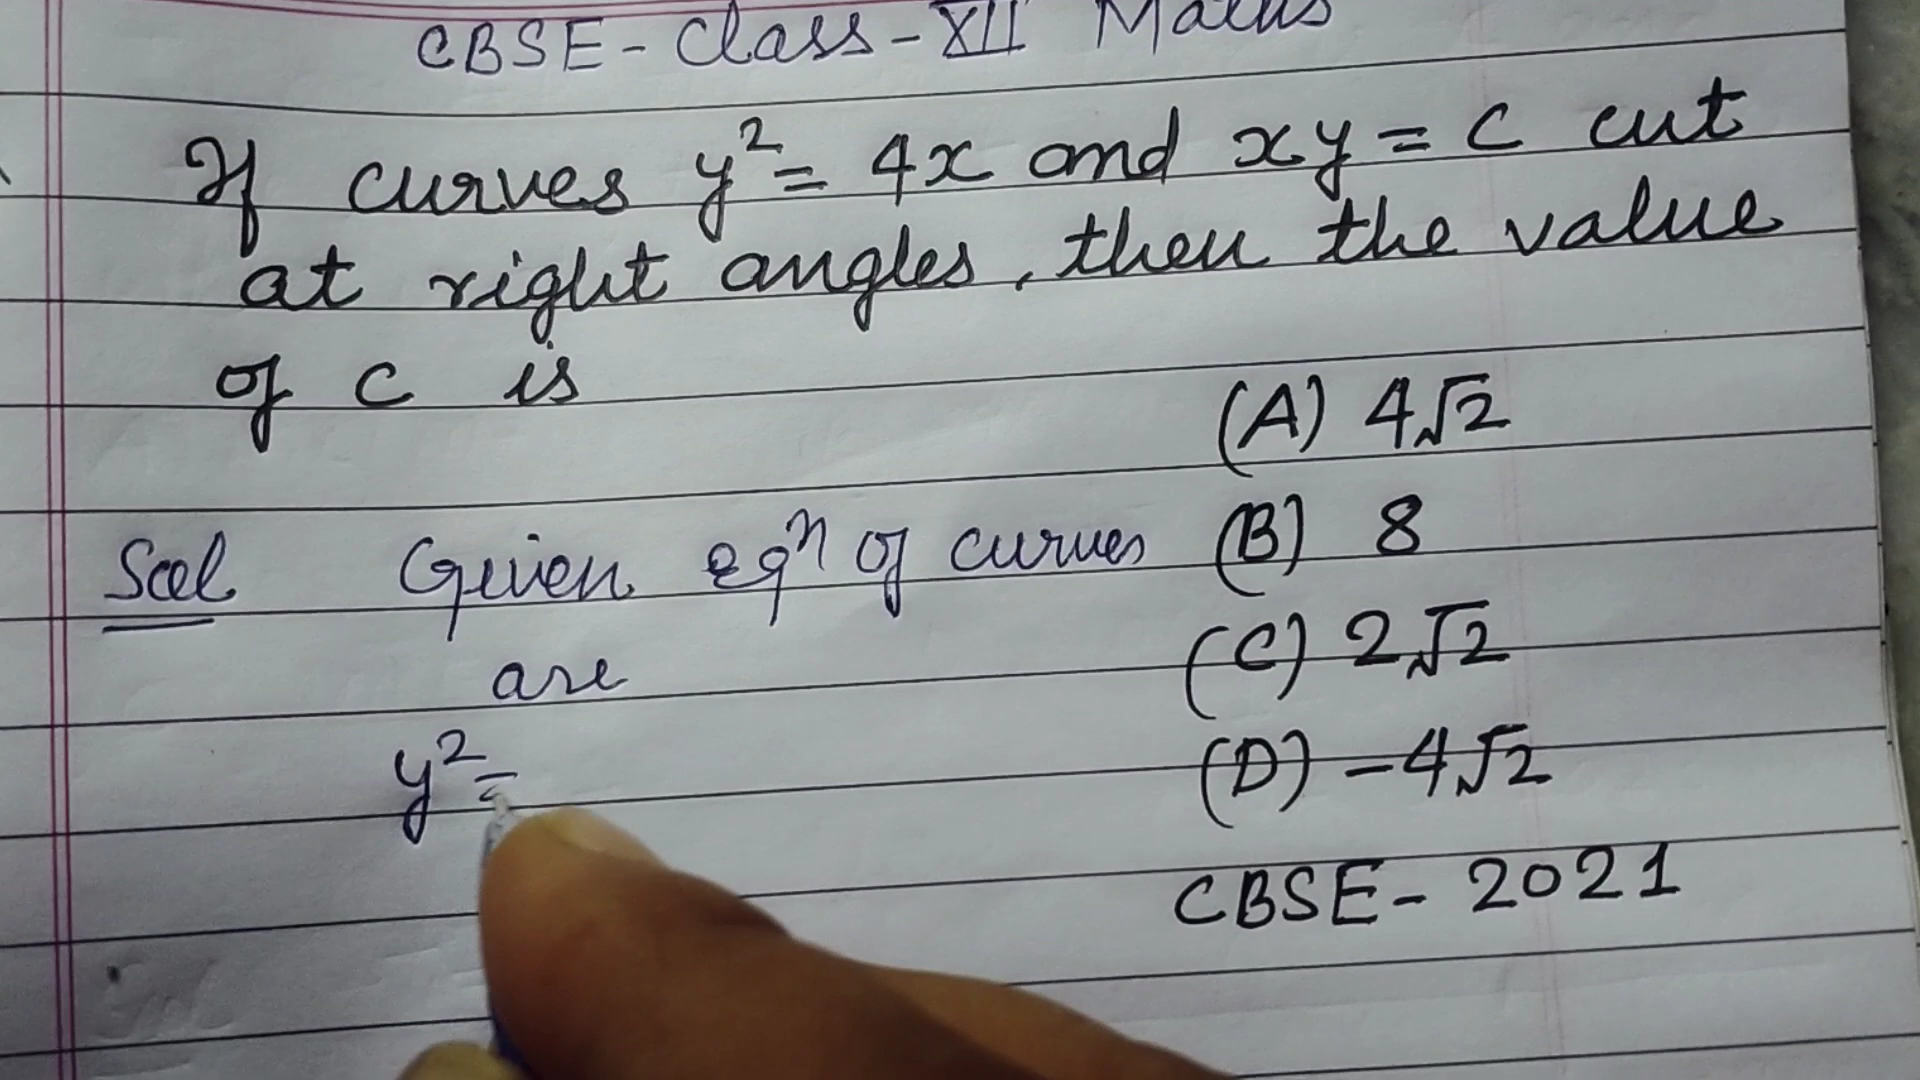 CBSE - Class - XII Maths
If curves y² = 4x and xy = c cut
at right angles, then the value
of c is
(A) 4√2
Sol Given eqⁿ of curves
(B) 8
are
(C) 2√2
y² =
(D) -4√2
CBSE - 2021